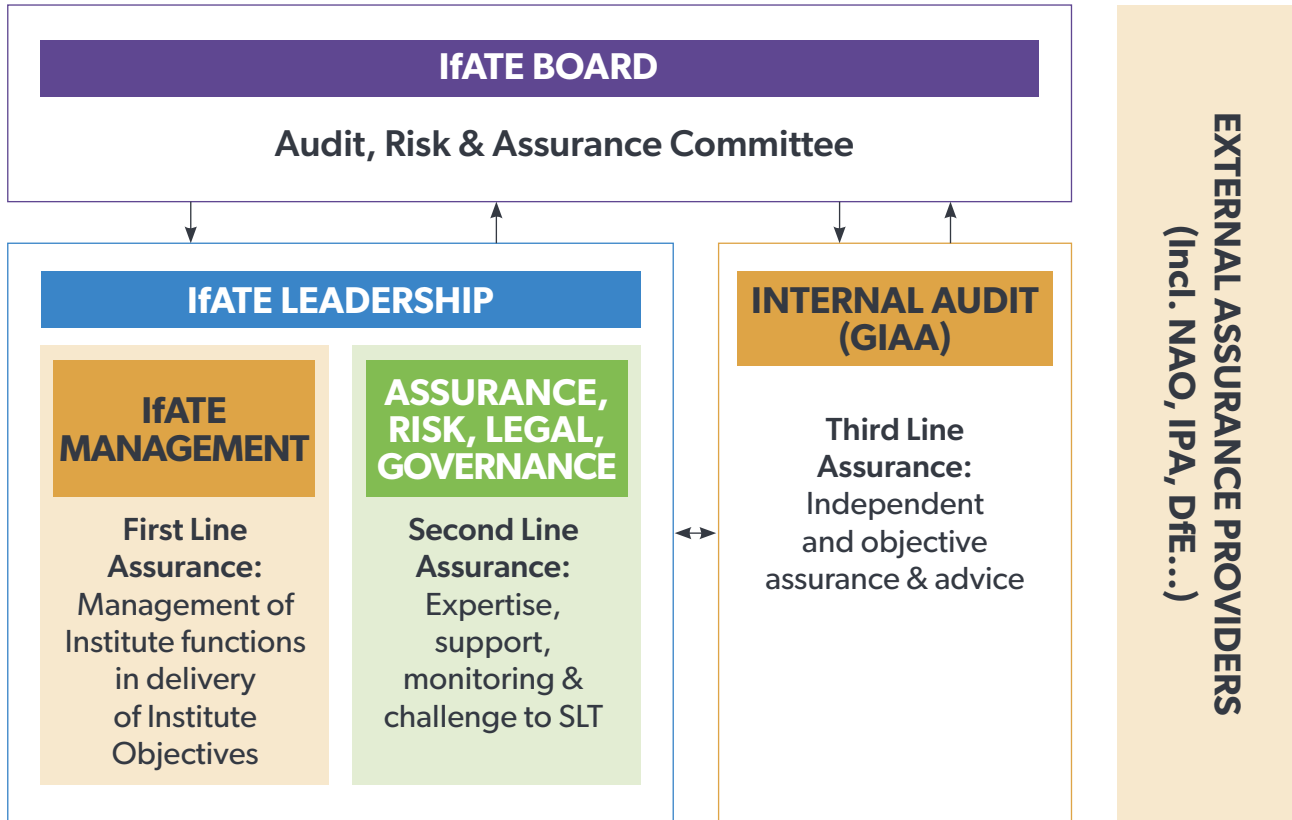 IfATE BOARD
Audit, Risk & Assurance Committee
IfATE LEADERSHIP
IfATE
MANAGEMENT
First Line
Assurance:
Management of
Institute functions
in delivery
of Institute
Objectives
ASSURANCE,
RISK, LEGAL,
GOVERNANCE
Second Line
Assurance:
Expertise,
support,
monitoring &
challenge to SLT
INTERNAL AUDIT
(GIAA)
Third Line
Assurance:
Independent
and objective
assurance & advice
EXTERNAL ASSURANCE PROVIDERS
(Incl. NAO, IPA, DfE...)